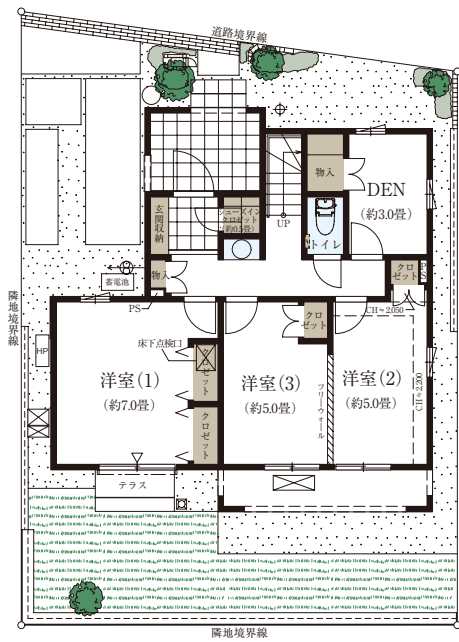 道路境界線
物入
DEN
(約3.0畳)
玄関
収納
シューズイン
クロゼット
(約0.5畳)
UP
トイレ
物入
クロ
ゼット
PS
蓄電池
PS
CH≒2,050
隣地境界線
床下点検口
クロ
ゼット
HP
洋室(1)
(約7.0畳)
クロゼット
洋室(3)
(約5.0畳)
フリーウォール
洋室(2)
(約5.0畳)
CH≒2,200
クロゼット
テラス
隣地境界線